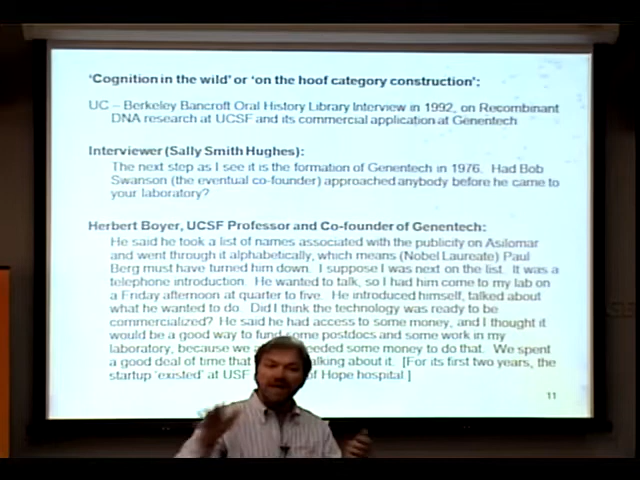 'Cognition in the wild' or 'on the hoof category construction':
UC – Berkeley Bancroft Oral History Library Interview in 1992, on Recombinant
DNA research at UCSF and its commercial application at Genentech
Interviewer (Sally Smith Hughes):
The next step as I see it is the formation of Genentech in 1976. Had Bob
Swanson (the eventual co-founder) approached anybody before he came to
your laboratory?
Herbert Boyer, UCSF Professor and Co-founder of Genentech:
He said he took a list of names associated with the publicity on Asilomar
and went through it alphabetically, which means (Nobel Laureate) Paul
Berg must have turned him down. I suppose I was next on the list. It was a
telephone introduction. He wanted to talk, so I had him come to my lab on
a Friday afternoon at quarter to five. He introduced himself, talked about
what he wanted to do. Did I think the technology was ready to be
commercialized? He said he had access to some money, and I thought it
would be a good way to fund some postdocs and some work in my
laboratory, because we needed some money to do that. We spent
a good deal of time that talking about it. [For its first two years, the
startup 'existed' at USF of Hope hospital ]
11